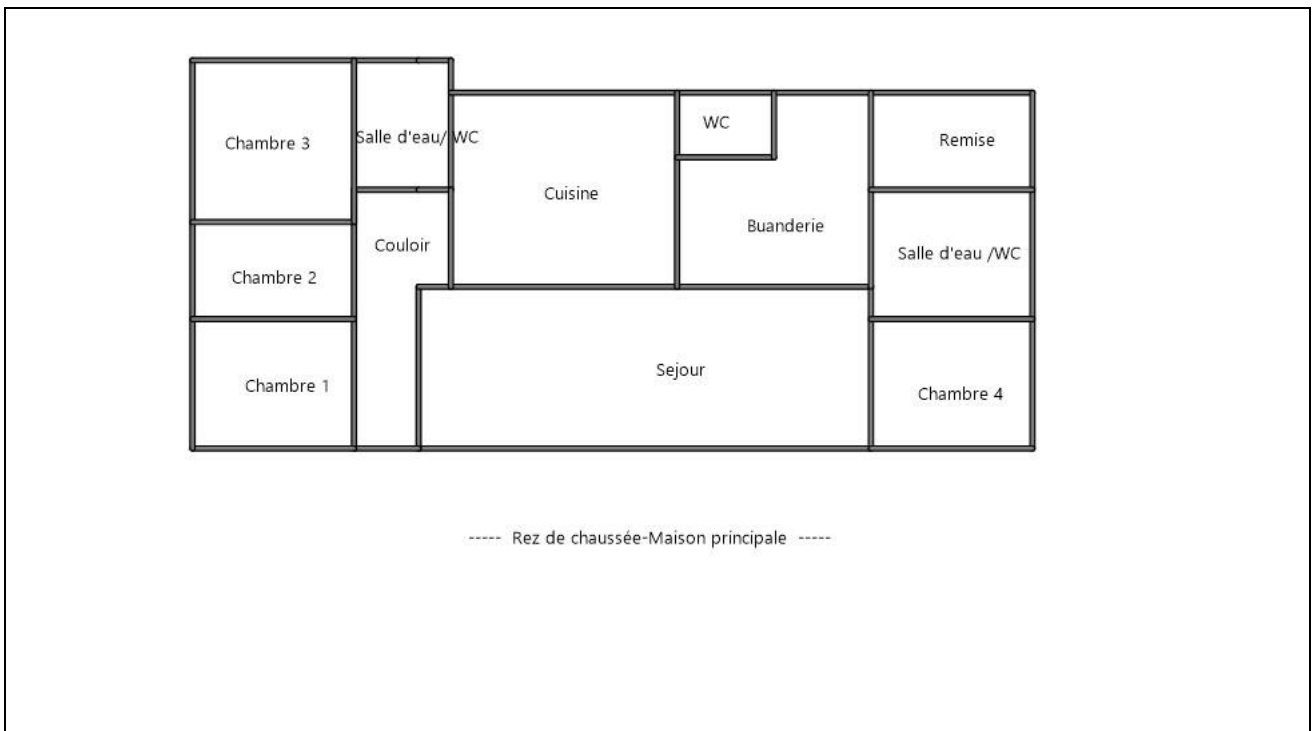 Chambre 3
Salle d'eau/ WC
WC
Remise
Cuisine
Buanderie
Couloir
Salle d'eau /WC
Chambre 2
Sejour
Chambre 1
Chambre 4
----- Rez de chaussée-Maison principale -----